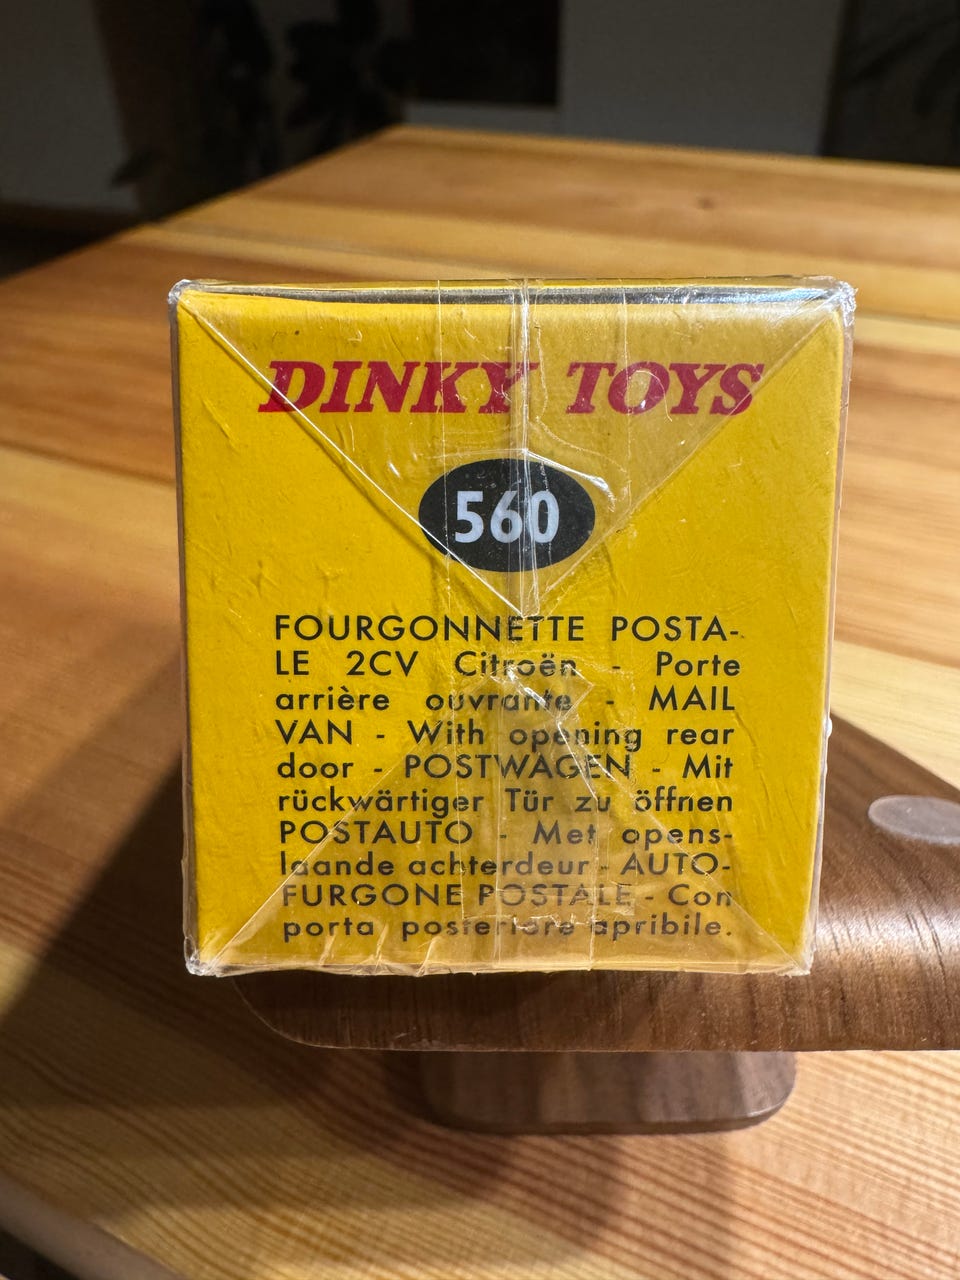 DINKY TOYS
560
FOURGONNETTE POSTA-
LE 2CV Citroën - Porte
arrière ouvrante - MAIL
VAN - With opening rear
door - POSTWAGEN - Mit
rückwärtiger Tür zu öffnen
POSTAUTO - Met opens-
laande achterdeur - AUTO-
FURGONE POSTALE - Con
porta posteriore apribile.